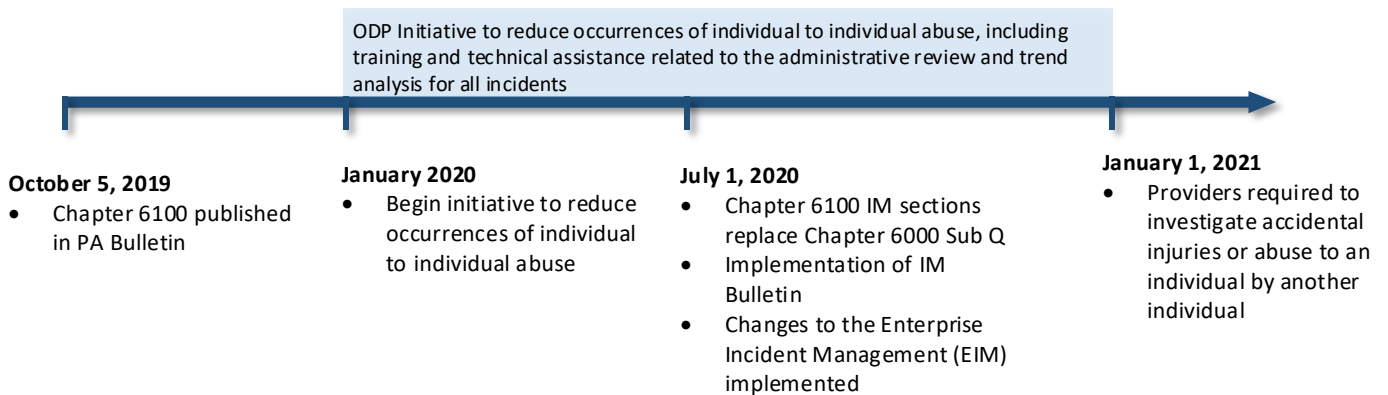 ODP Initiative to reduce occurrences of individual to individual abuse, including
training and technical assistance related to the administrative review and trend
analysis for all incidents
October 5, 2019
• Chapter 6100 published
in PA Bulletin
January 2020
• Begin initiative to reduce
occurrences of individual
to individual abuse
July 1, 2020
• Chapter 6100 IM sections
replace Chapter 6000 Sub Q
• Implementation of IM
Bulletin
• Changes to the Enterprise
Incident Management (EIM)
implemented
January 1, 2021
• Providers required to
investigate accidental
injuries or abuse to an
individual by another
individual